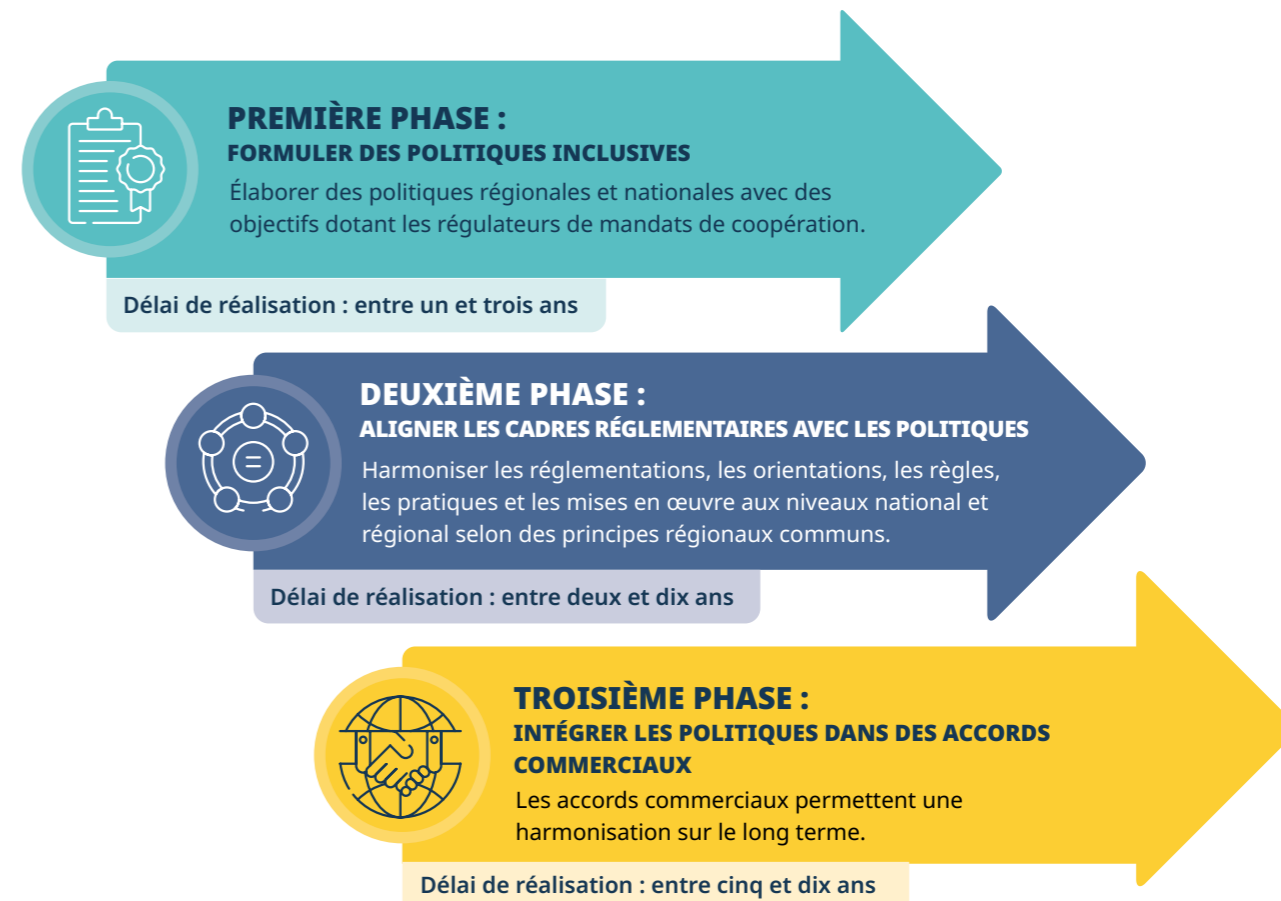 PREMIÈRE PHASE :
FORMULER DES POLITIQUES INCLUSIVES
Élaborer des politiques régionales et nationales avec des
objectifs dotant les régulateurs de mandats de coopération.
Délai de réalisation : entre un et trois ans
DEUXIÈME PHASE :
ALIGNER LES CADRES RÉGLEMENTAIRES AVEC LES POLITIQUES
Harmoniser les réglementations, les orientations, les règles,
les pratiques et les mises en œuvre aux niveaux national et
régional selon des principes régionaux communs.
Délai de réalisation : entre deux et dix ans
TROISIÈME PHASE :
INTÉGRER LES POLITIQUES DANS DES ACCORDS
COMMERCIAUX
Les accords commerciaux permettent une
harmonisation sur le long terme.
Délai de réalisation : entre cinq et dix ans